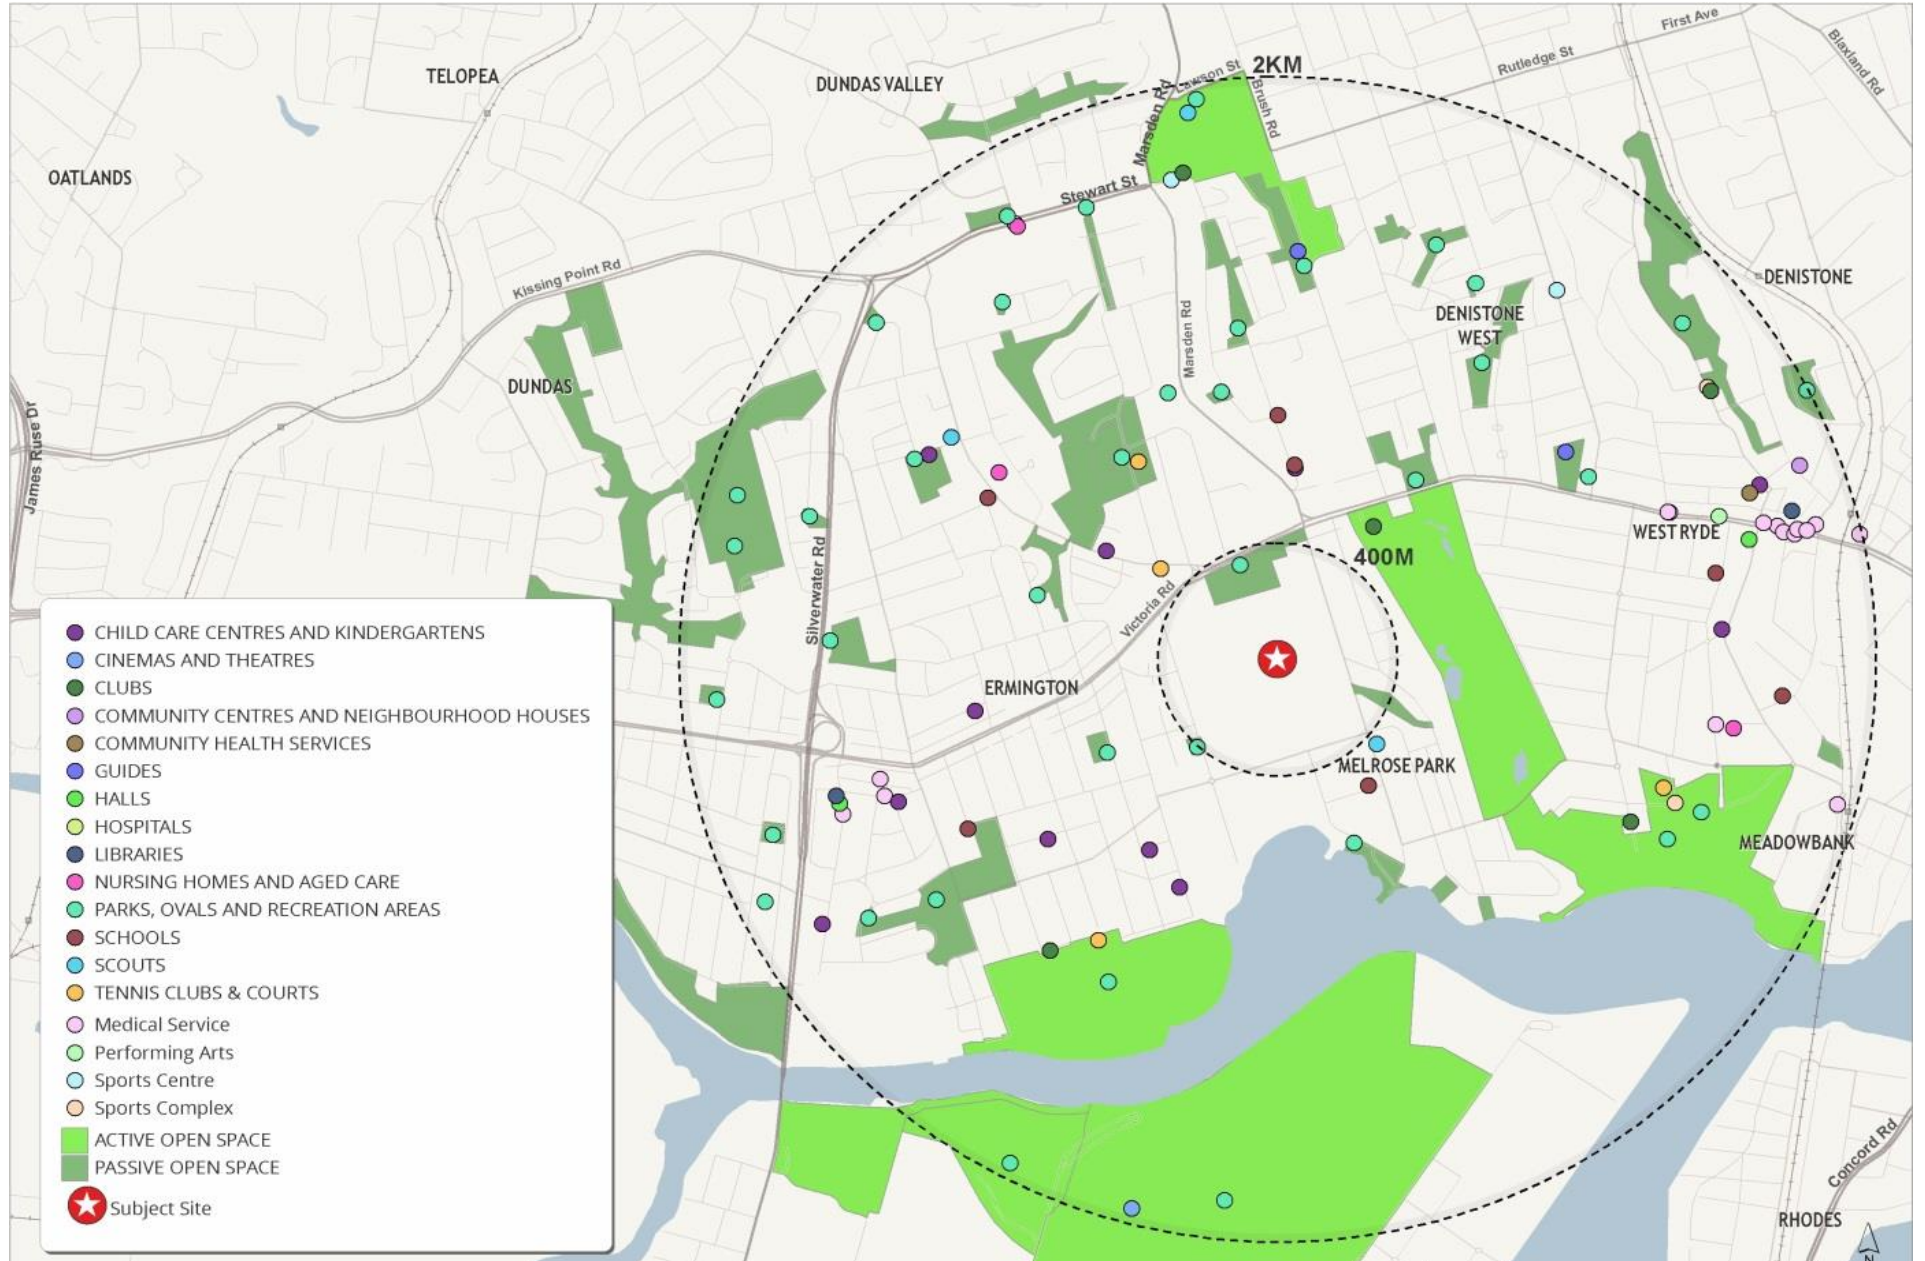 First Ave
Blaxland Rd
Rutledge St
Lawson St
2KM
TELOPEA
DUNDAS VALLEY
Marsden Rd
Brush Rd
OATLANDS
Stewart St
Kissing Point Rd
DENISTONE
DENISTONE
WEST
Marsden Rd
DUNDAS
James Ruse Dr
WEST RYDE
400M
Silverwater Rd
Victoria Rd
ERMINGTON
MELROSE PARK
MEADOWBANK
CHILD CARE CENTRES AND KINDERGARTENS
CINEMAS AND THEATRES
CLUBS
COMMUNITY CENTRES AND NEIGHBOURHOOD HOUSES
COMMUNITY HEALTH SERVICES
GUIDES
HALLS
HOSPITALS
LIBRARIES
NURSING HOMES AND AGED CARE
PARKS, OVALS AND RECREATION AREAS
SCHOOLS
SCOUTS
TENNIS CLUBS & COURTS
Medical Service
Performing Arts
Sports Centre
Sports Complex
ACTIVE OPEN SPACE
PASSIVE OPEN SPACE
Subject Site
Concord Rd
RHODES
N